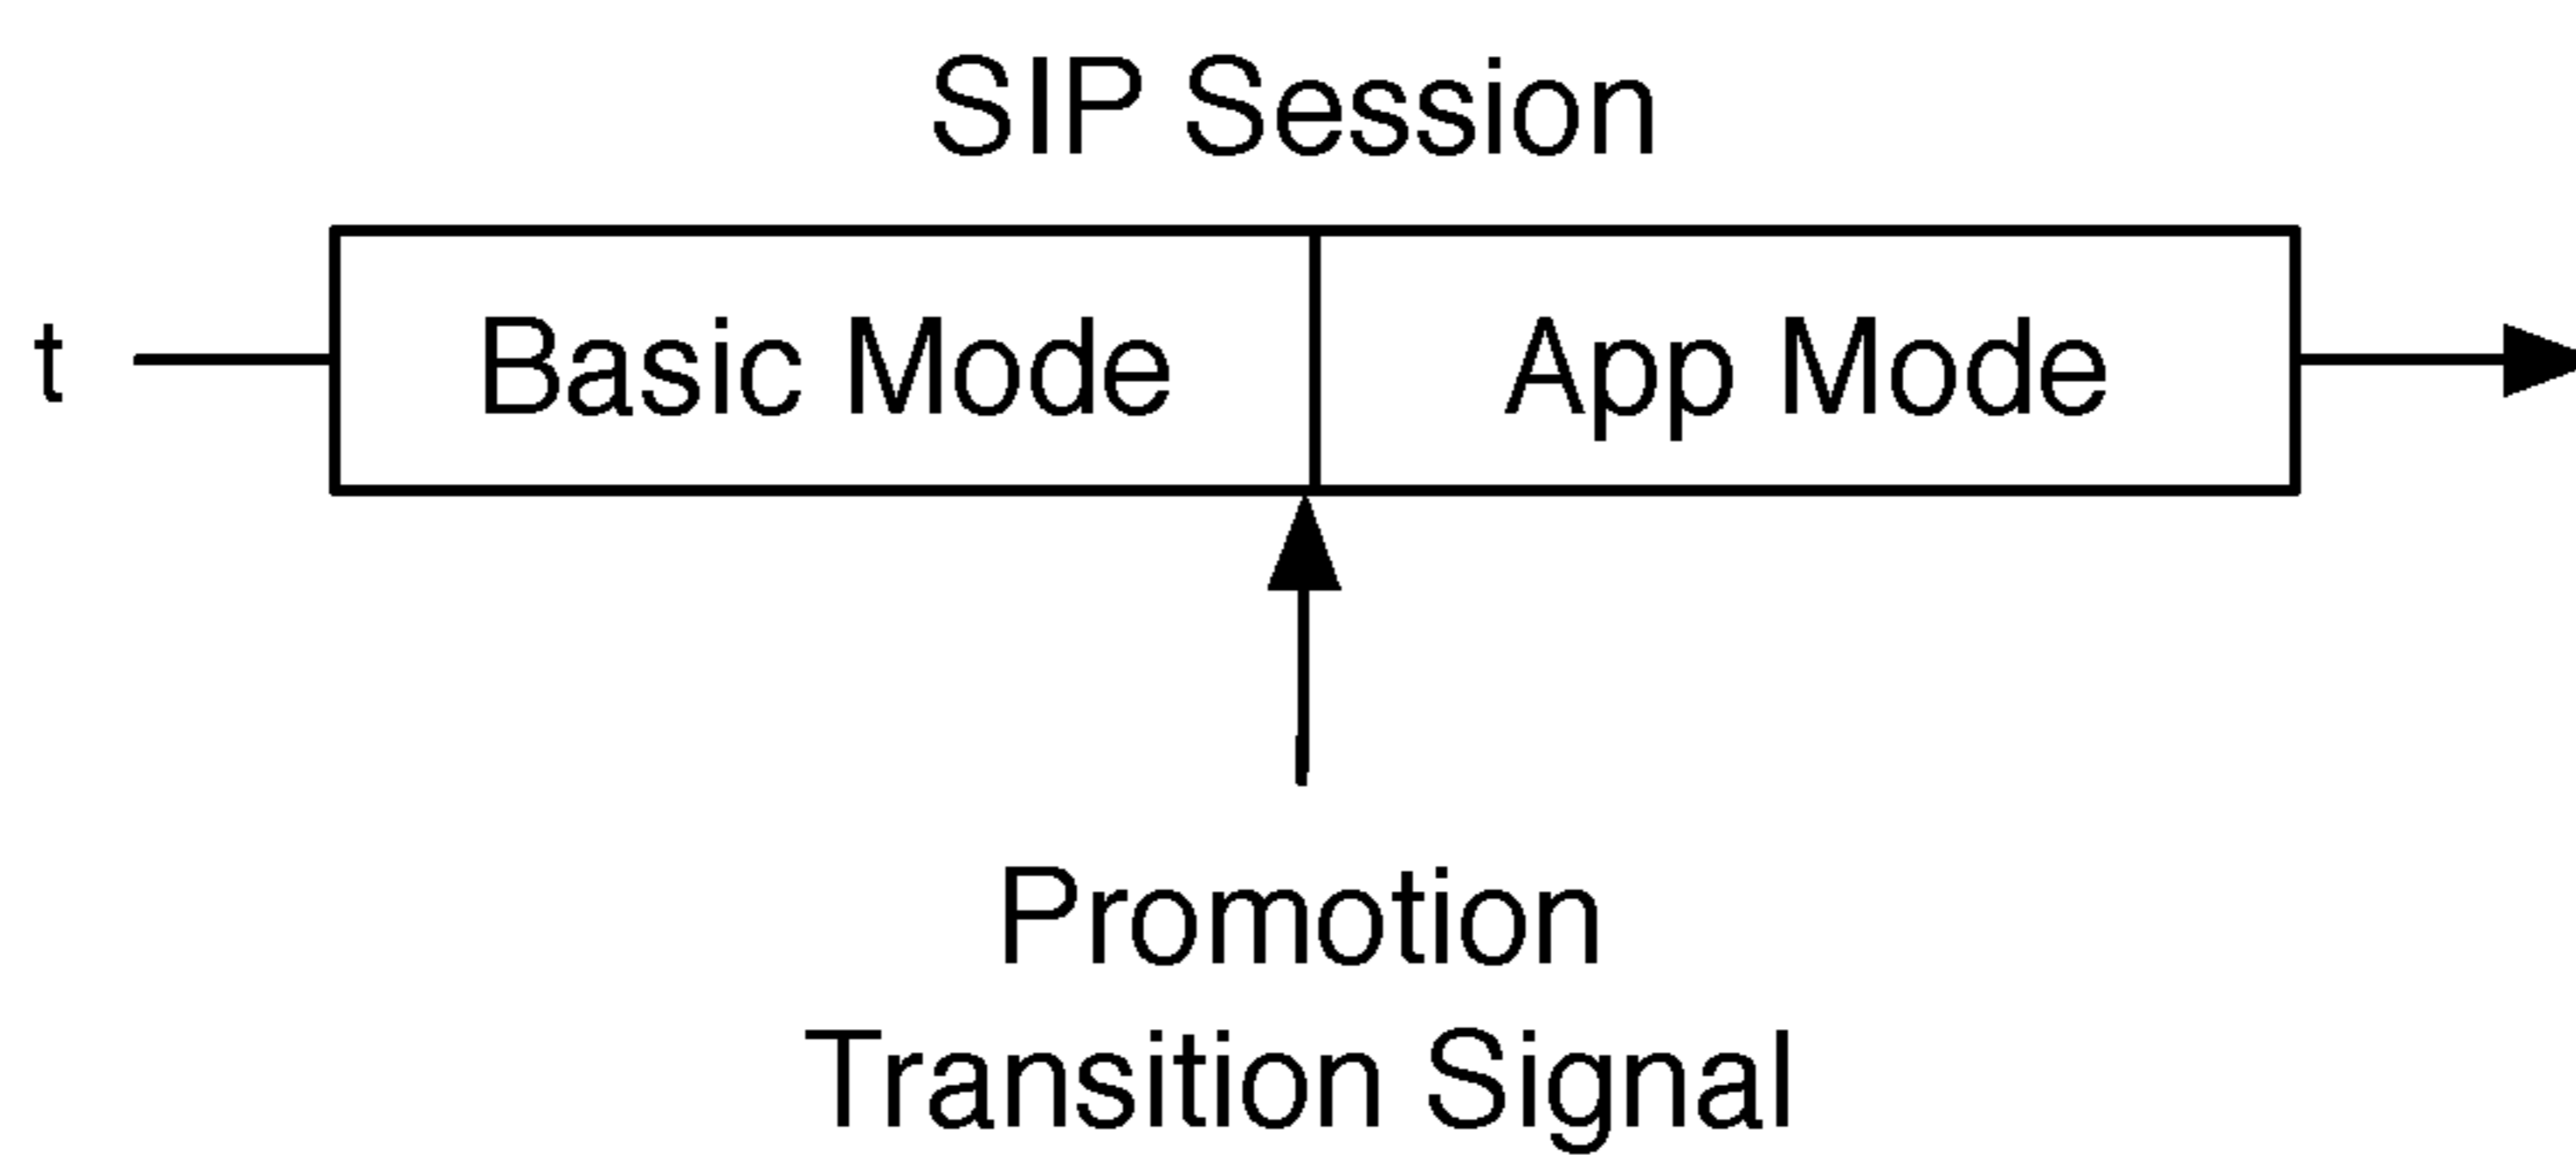 SIP Session
t
Basic Mode
App Mode
Promotion
Transition Signal